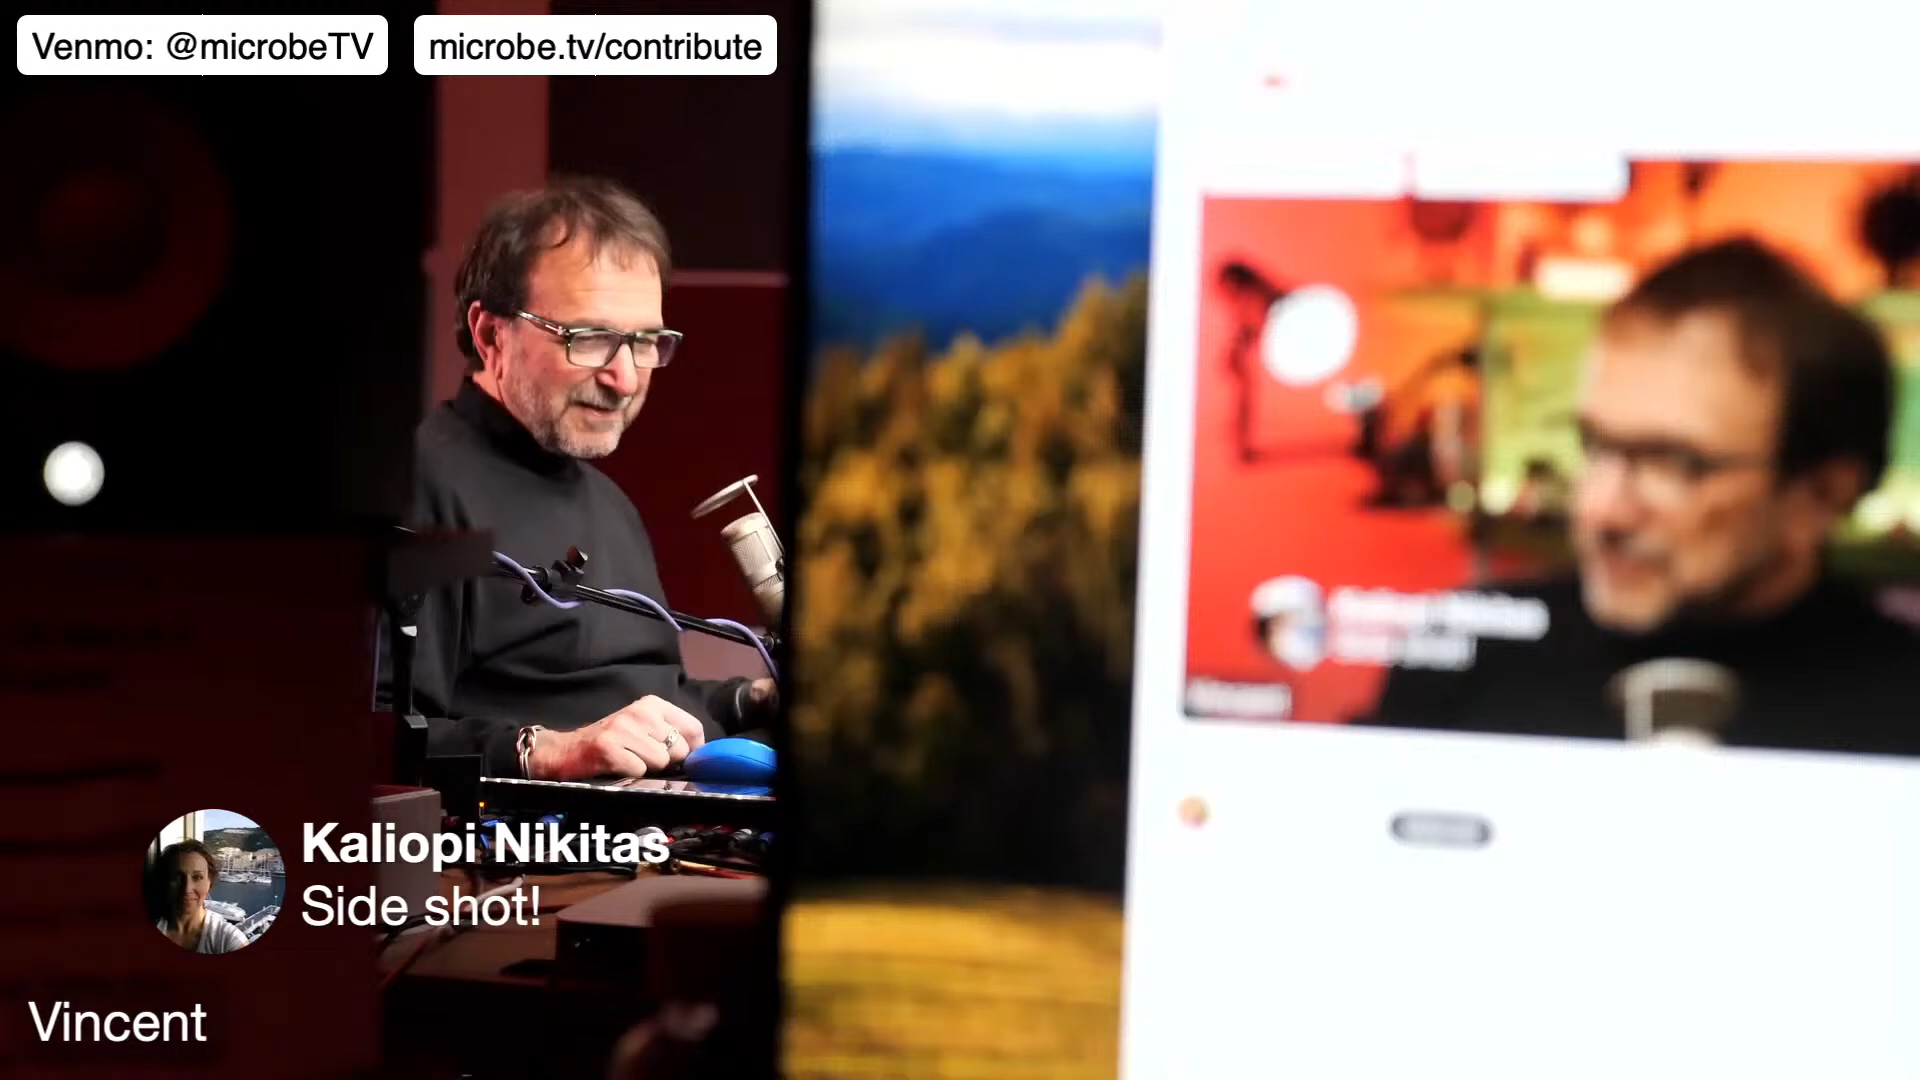 Venmo: @microbeTV
microbe.tv/contribute
Kaliopi Nikitas
Side shot!
Vincent